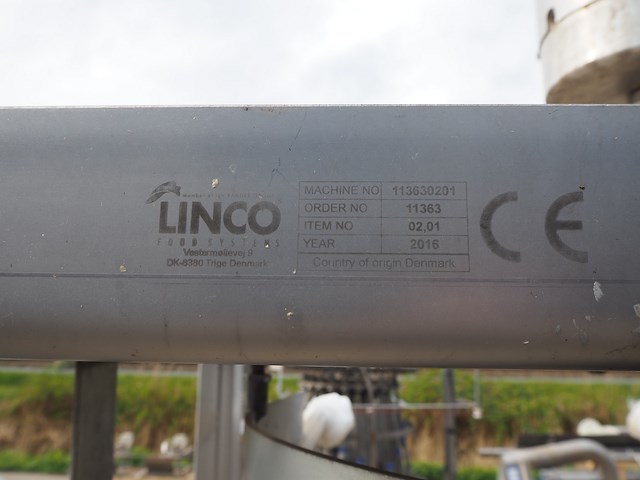 LINCO
FOOD SYSTEMS
Vestermøllevej 9
DK-8380 Trige Denmark
MACHINE NO 113630201
ORDER NO 11363
ITEM NO 02,01
YEAR 2016
Country of origin Denmark
CE